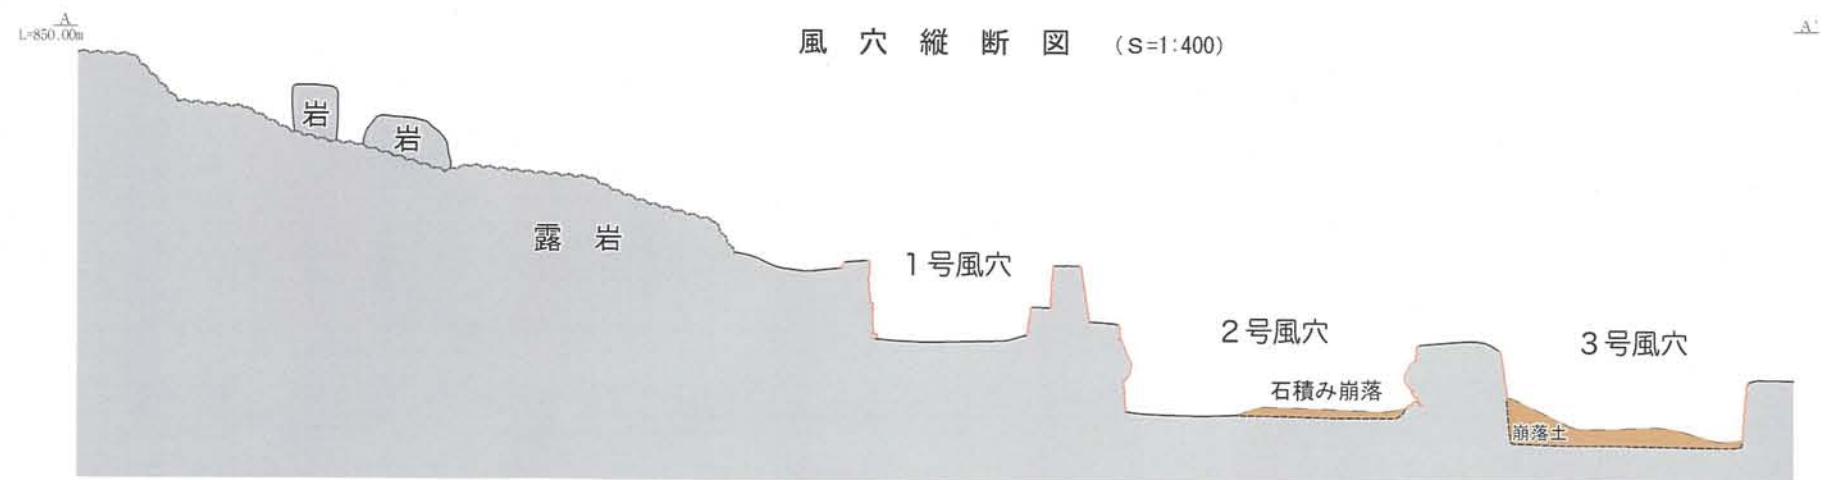 A
L=850.00m
風穴縦断図 (S=1:400)
A'
岩
岩
露岩
1号風穴
2号風穴
3号風穴
石積み崩落
崩落土